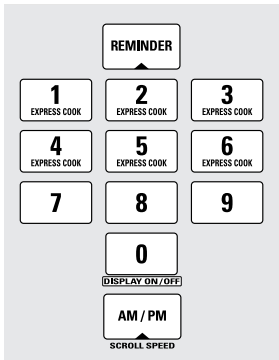 REMINDER
1 2 3
EXPRESS COOK EXPRESS COOK EXPRESS COOK
4 5 6
EXPRESS COOK EXPRESS COOK EXPRESS COOK
7 8 9
0
DISPLAY ON/OFF
AM / PM
SCROLL SPEED